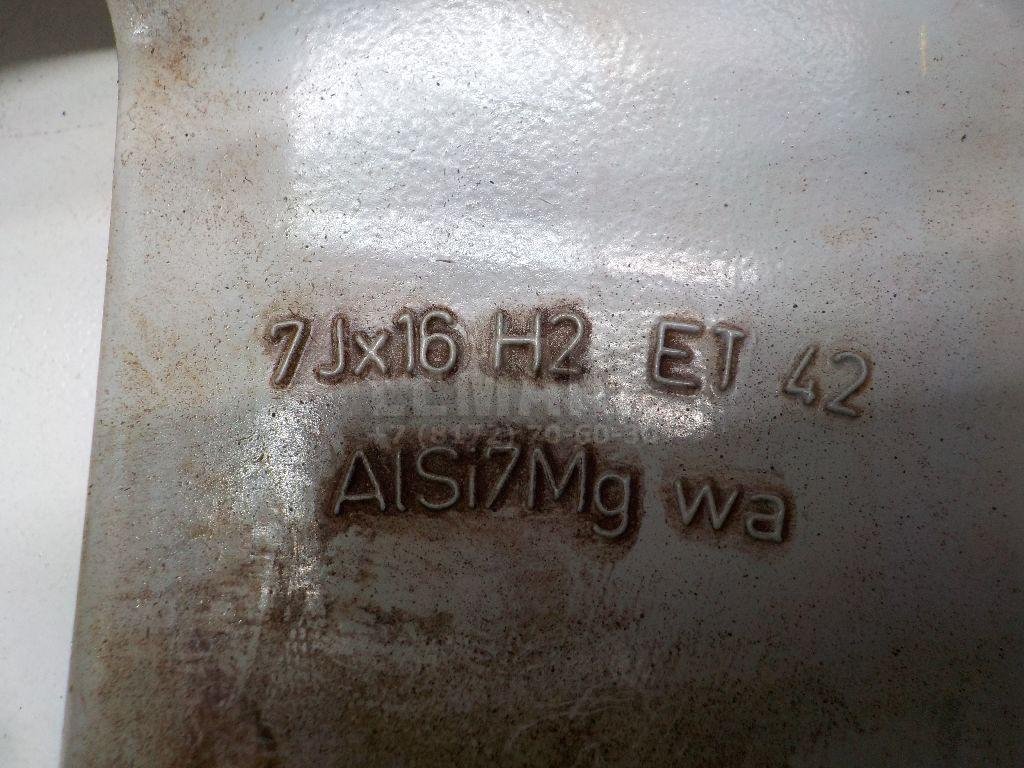 7Jx16 H2 ET 42
AlSi7Mg wa